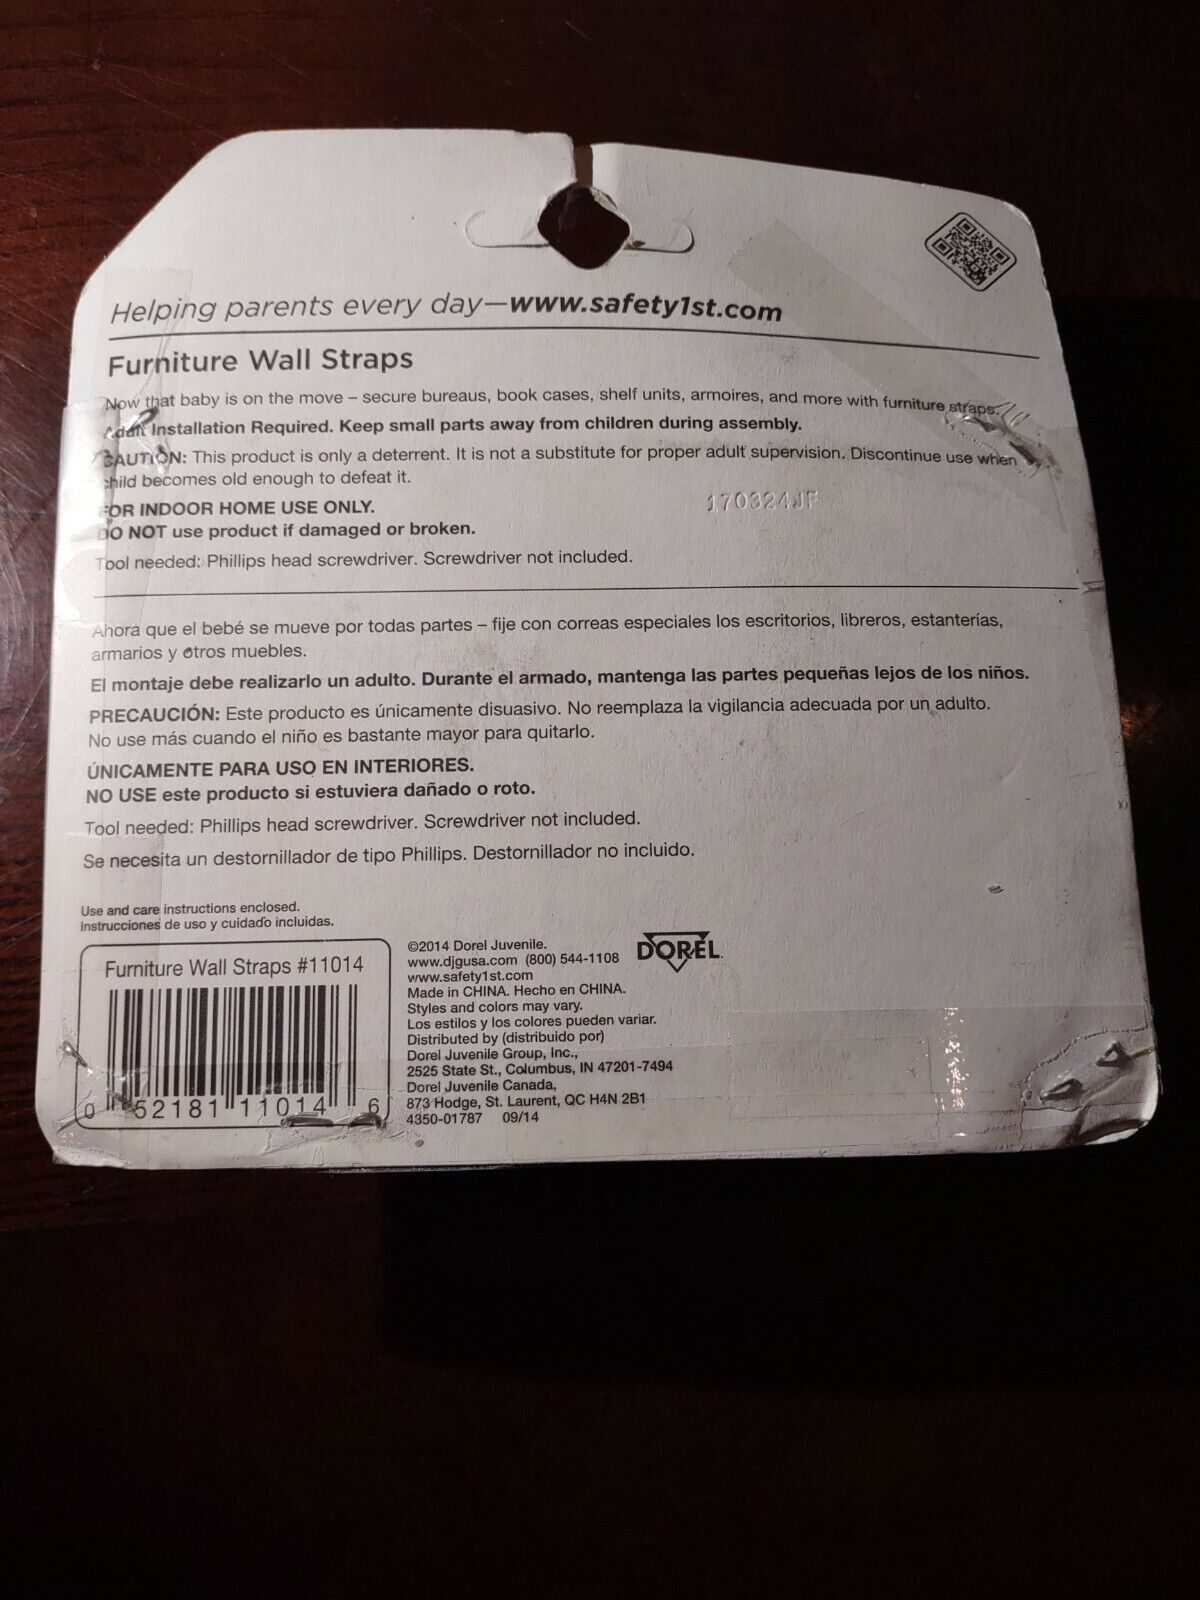 Helping parents every day—www.safety1st.com
Furniture Wall Straps
Now that baby is on the move – secure bureaus, book cases, shelf units, armoires, and more with furniture straps.
Adult Installation Required. Keep small parts away from children during assembly.
CAUTION: This product is only a deterrent. It is not a substitute for proper adult supervision. Discontinue use when
child becomes old enough to defeat it.
FOR INDOOR HOME USE ONLY.
DO NOT use product if damaged or broken.
170324JF
Tool needed: Phillips head screwdriver. Screwdriver not included.
Ahora que el bebé se mueve por todas partes – fije con correas especiales los escritorios, libreros, estanterías,
armarios y otros muebles.
El montaje debe realizarlo un adulto. Durante el armado, mantenga las partes pequeñas lejos de los niños.
PRECAUCIÓN: Este producto es únicamente disuasivo. No reemplaza la vigilancia adecuada por un adulto.
No use más cuando el niño es bastante mayor para quitarlo.
ÚNICAMENTE PARA USO EN INTERIORES.
NO USE este producto si estuviera dañado o roto.
Tool needed: Phillips head screwdriver. Screwdriver not included.
Se necesita un destornillador de tipo Phillips. Destornillador no incluido.
Use and care instructions enclosed.
Instrucciones de uso y cuidado incluidas.
Furniture Wall Straps #11014
0 52181 11014 6
©2014 Dorel Juvenile.
www.djgusa.com (800) 544-1108
www.safety1st.com
Made in CHINA. Hecho en CHINA.
Styles and colors may vary.
Los estilos y los colores pueden variar.
Distributed by (distribuido por)
Dorel Juvenile Group, Inc.,
2525 State St., Columbus, IN 47201-7494
Dorel Juvenile Canada,
873 Hodge, St. Laurent, QC H4N 2B1
4350-01787 09/14
DOREL